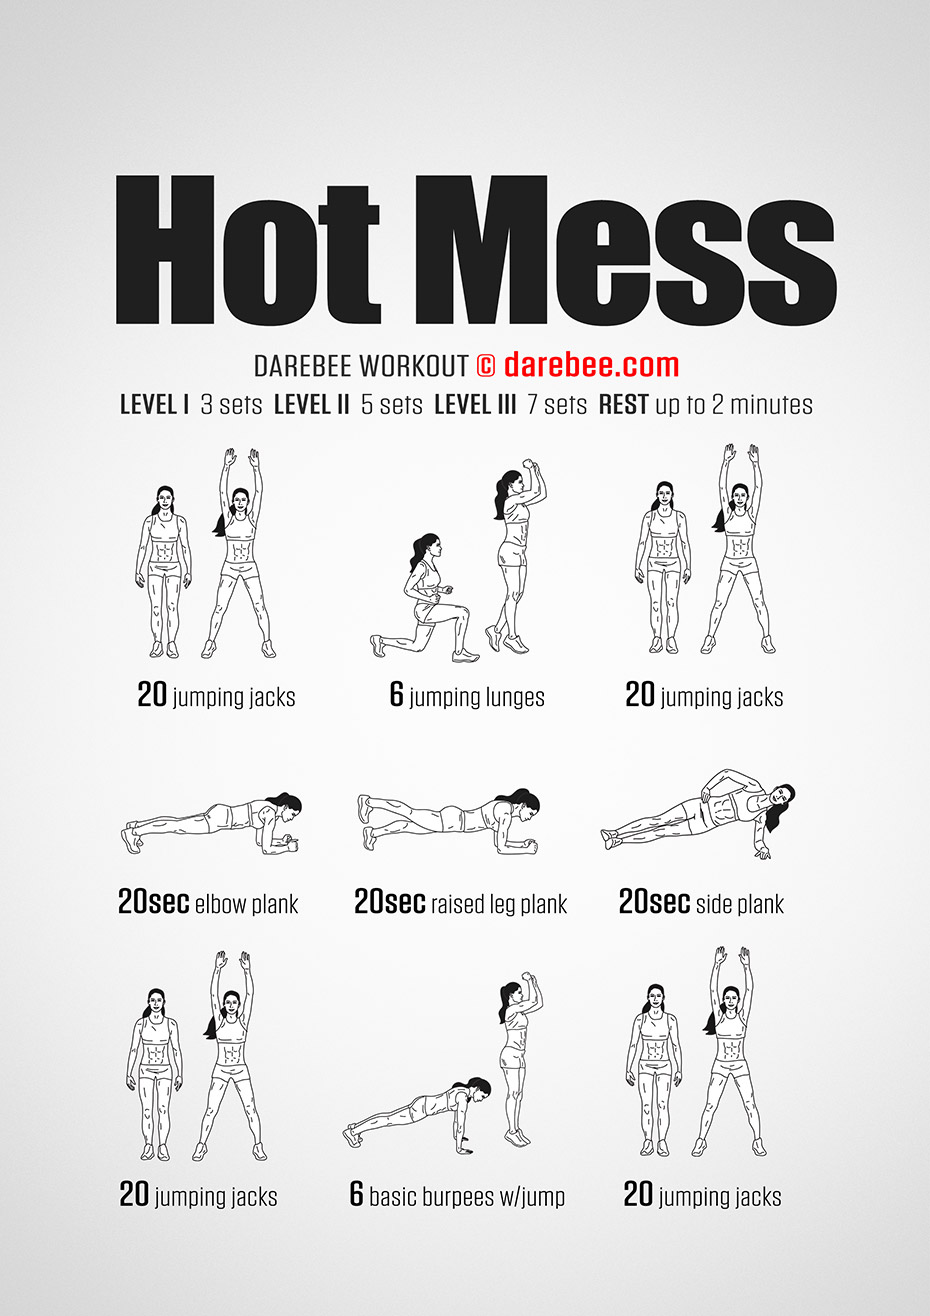 Hot Mess
DAREBEE WORKOUT © darebee.com
LEVEL I 3 sets LEVEL II 5 sets LEVEL III 7 sets REST up to 2 minutes
20 jumping jacks
6 jumping lunges
20 jumping jacks
20sec elbow plank
20sec raised leg plank
20sec side plank
20 jumping jacks
6 basic burpees w/jump
20 jumping jacks